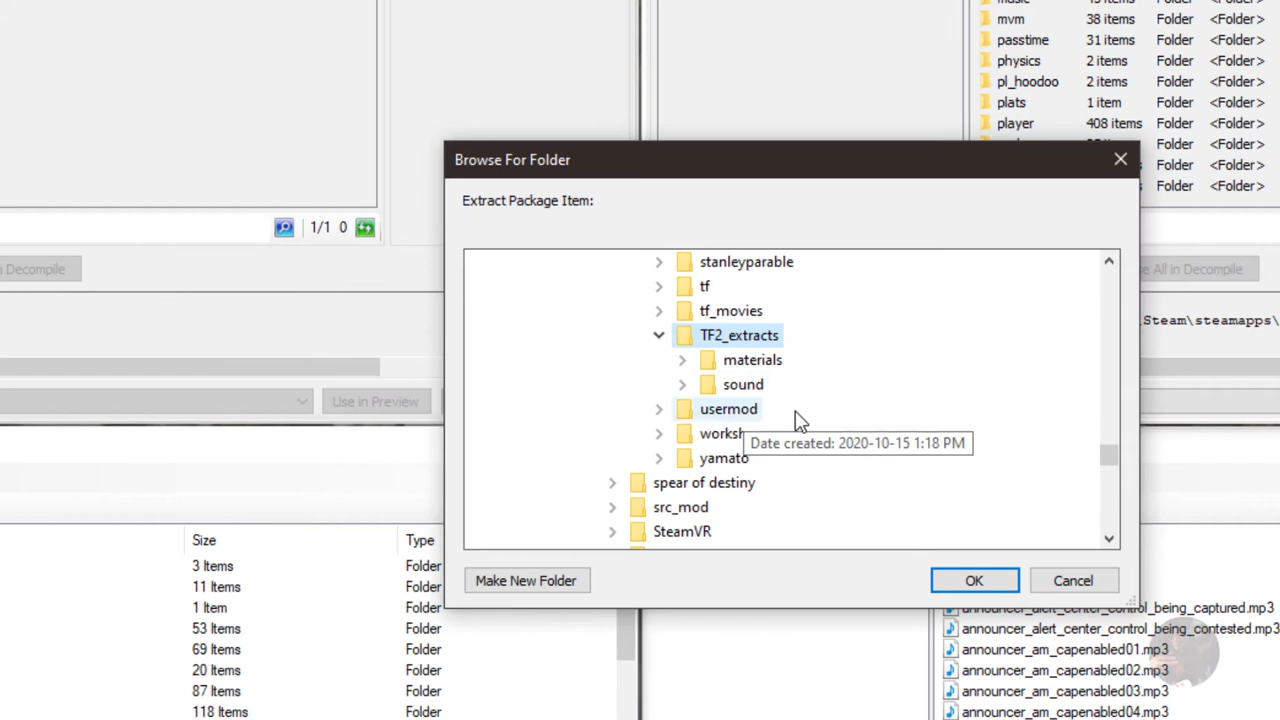 mvm 38 items Folder <Folder>
passtime 31 items Folder <Folder>
physics 2 items Folder <Folder>
pl_hoodoo 2 items Folder <Folder>
plats 1 item Folder <Folder>
player 408 items Folder <Folder>
Folder <Folder>
Folder <Folder>
Browse For Folder
Extract Package Item:
1/1 0
Decompile
All in Decompile
Steam\steamapps\
Use in Preview
stanleyparable
tf
tf_movies
TF2_extracts
materials
sound
usermod
worksh
Date created: 2020-10-15 1:18 PM
yamato
spear of destiny
src_mod
SteamVR
Make New Folder
OK
Cancel
Size Type
3 Items Folder
11 Items Folder
1 Item Folder
53 Items Folder
69 Items Folder
20 Items Folder
87 Items Folder
118 Items Folder
announcer_alert_center_control_being_captured.mp3
announcer_alert_center_control_being_contested.mp3
announcer_am_capenabled01.mp3
announcer_am_capenabled02.mp3
announcer_am_capenabled03.mp3
announcer_am_capenabled04.mp3